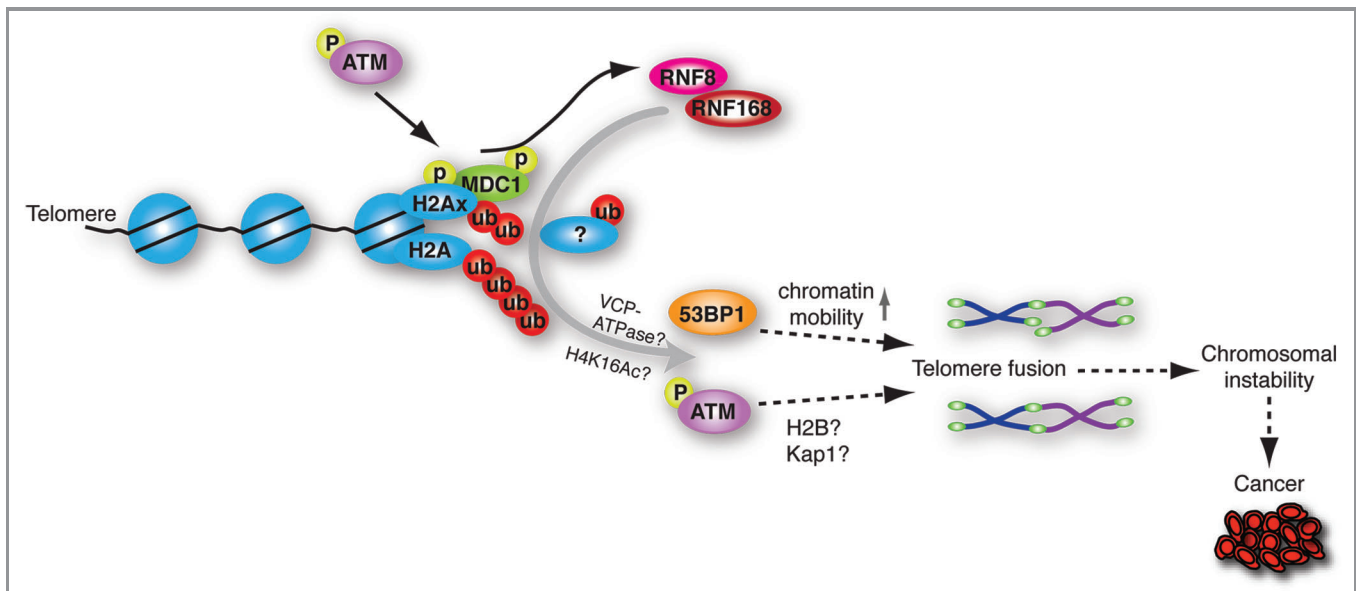 P
ATM
RNF8
RNF168
p
p
MDC1
Telomere
H2Ax
ub
ub
ub
?
H2A
ub
ub
ub
ub
VCP-
ATPase?
H4K16Ac?
53BP1
chromatin
mobility
P
ATM
H2B?
Kap1?
Telomere fusion
Chromosomal
instability
Cancer